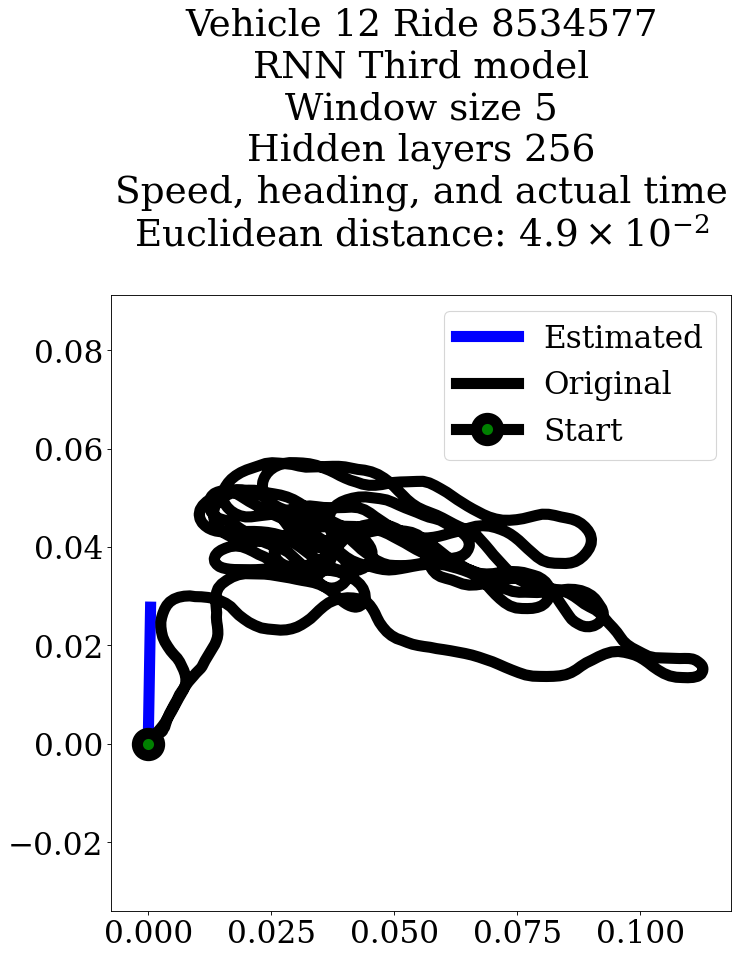 Vehicle 12 Ride 8534577
RNN Third model
Window size 5
Hidden layers 256
Speed, heading, and actual time
Euclidean distance: 4.9 × 10⁻²
Estimated
Original
Start
0.08
0.06
0.04
0.02
0.00
−0.02
0.000 0.025 0.050 0.075 0.100